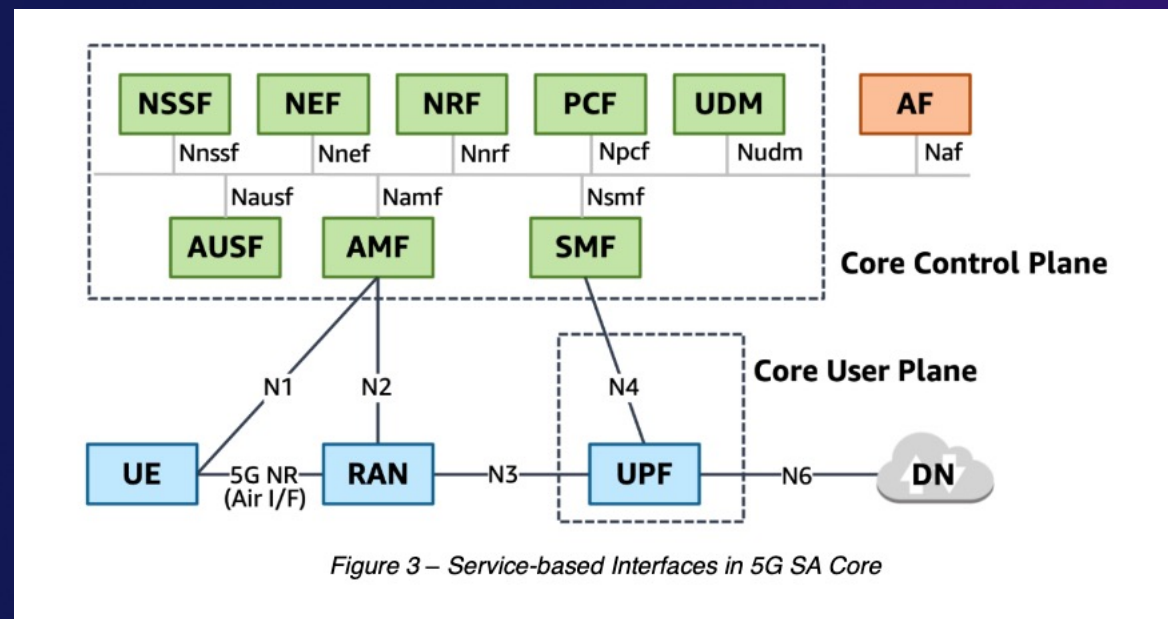 NSSF NEF NRF PCF UDM AF
Nnssf Nnef Nnrf Npcf Nudm Naf
Nausf Namf Nsmf
AUSF AMF SMF
Core Control Plane
Core User Plane
N1 N2 N4
UE 5G NR RAN N3 UPF N6 DN
(Air I/F)
Figure 3 – Service-based Interfaces in 5G SA Core